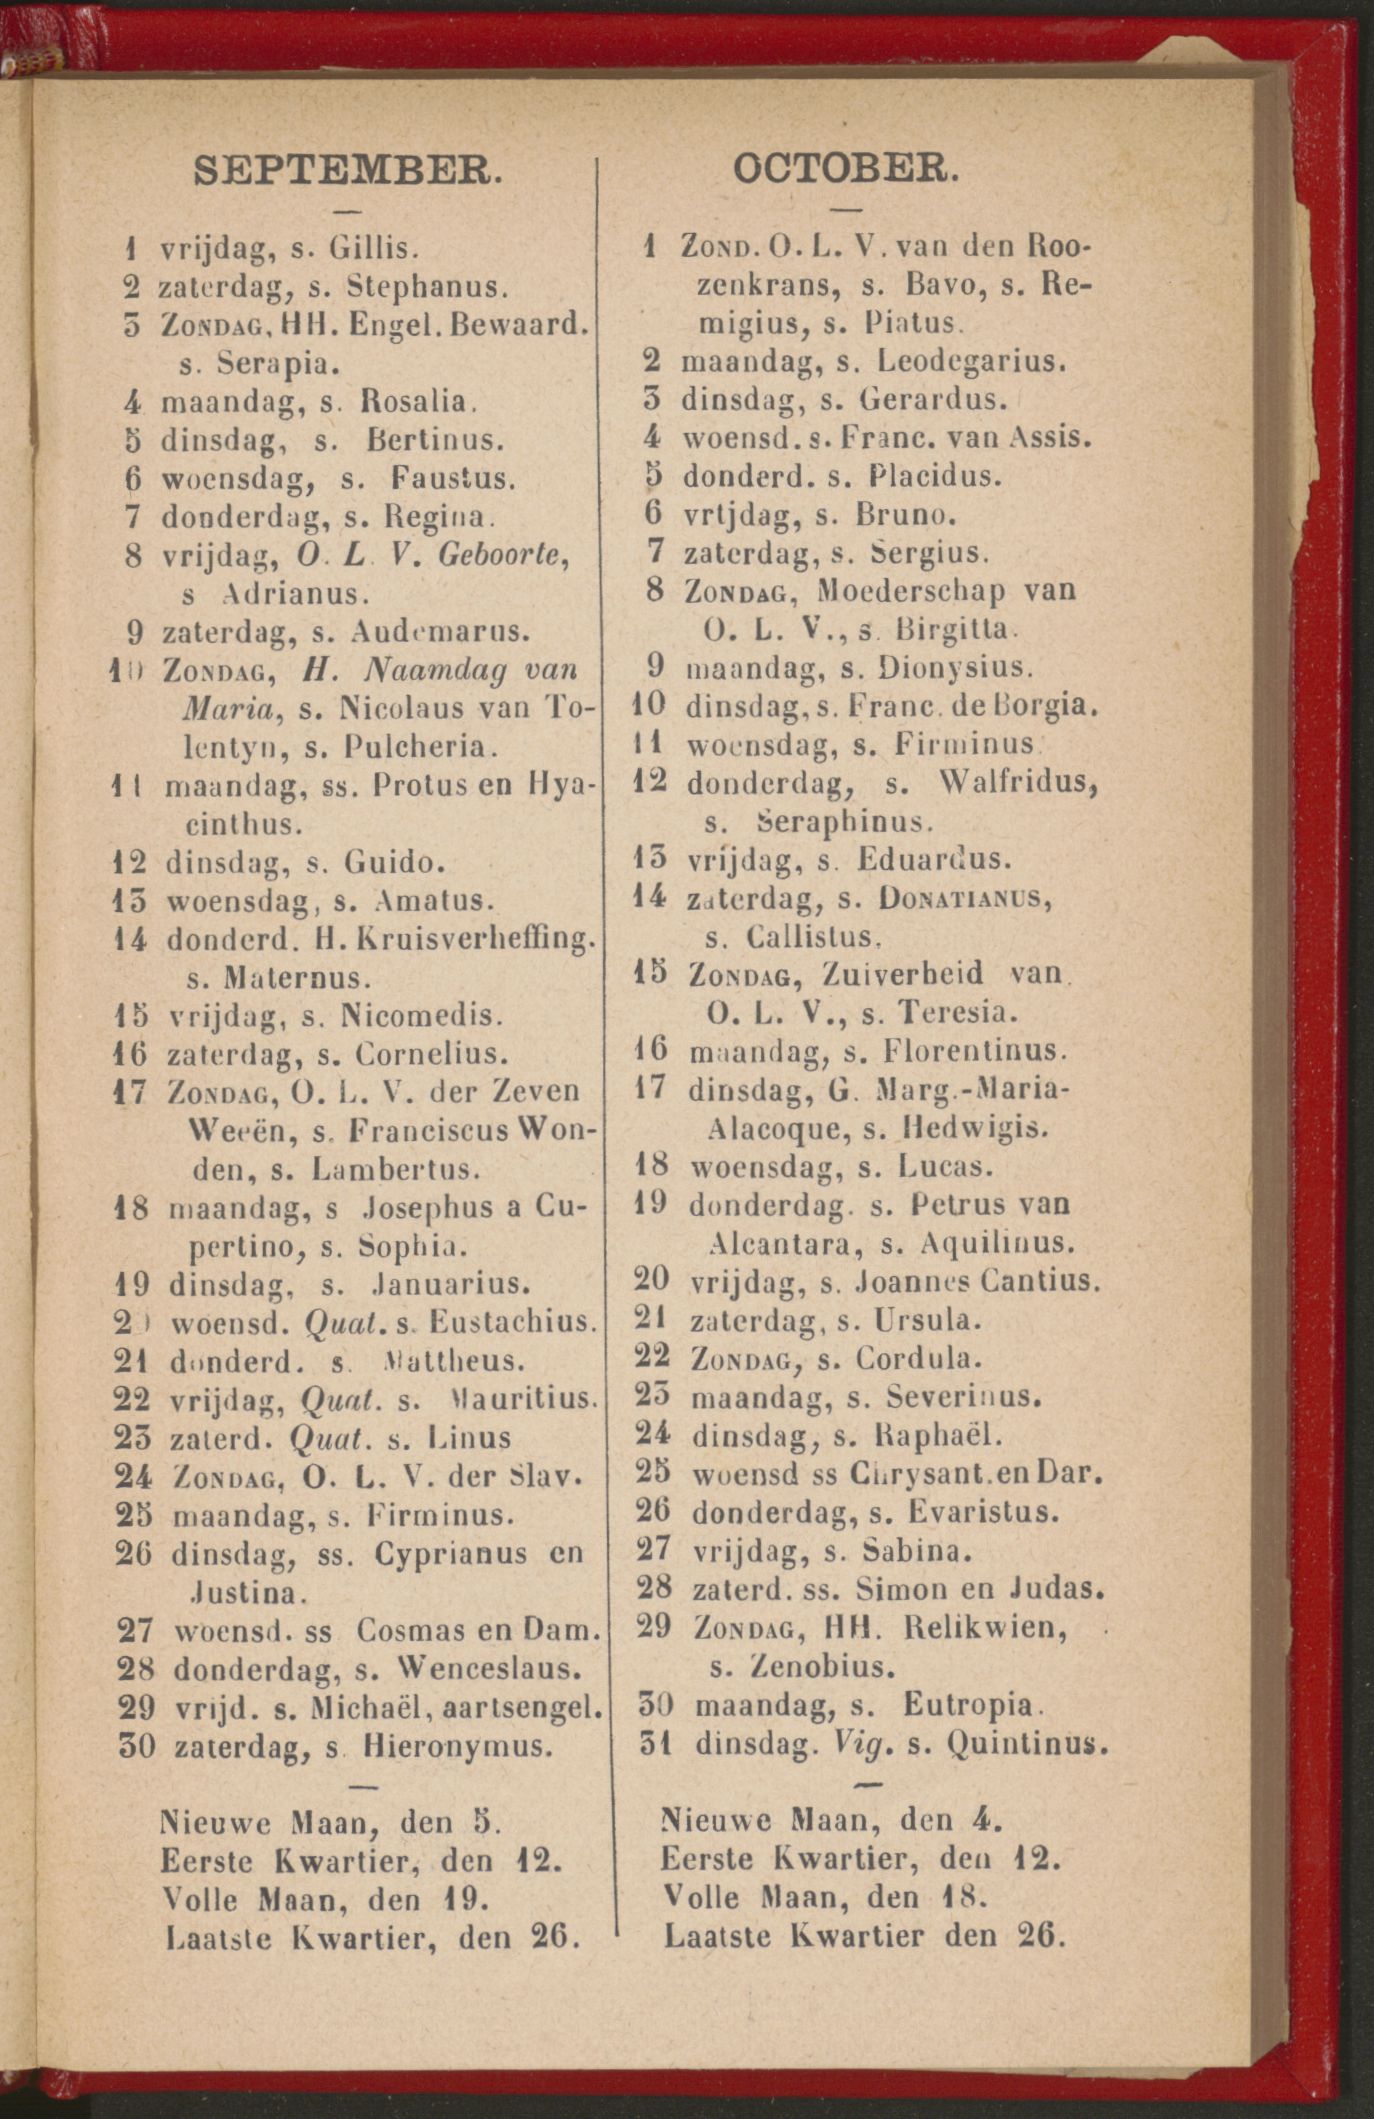 SEPTEMBER.
1 vrijdag, s. Gillis.
2 zaterdag, s. Stephanus.
3 ZONDAG, HH. Engel. Bewaard.
s. Serapia.
4 maandag, s. Rosalia.
5 dinsdag, s. Bertinus.
6 woensdag, s. Faustus.
7 donderdag, s. Regina.
8 vrijdag, O. L. V. Geboorte,
s Adrianus.
9 zaterdag, s. Audemarus.
10 ZONDAG, H. Naamdag van
Maria, s. Nicolaus van To-
lentyn, s. Pulcheria.
11 maandag, ss. Protus en Hya-
cinthus.
12 dinsdag, s. Guido.
13 woensdag, s. Amatus.
14 donderd. H. Kruisverheffing.
s. Maternus.
15 vrijdag, s. Nicomedis.
16 zaterdag, s. Cornelius.
17 ZONDAG, O. L. V. der Zeven
Weeën, s. Franciscus Won-
den, s. Lambertus.
18 maandag, s Josephus a Cu-
pertino, s. Sophia.
19 dinsdag, s. Januarius.
20 woensd. Quat. s. Eustachius.
21 donderd. s. Mattheus.
22 vrijdag, Quat. s. Mauritius.
23 zaterd. Quat. s. Linus
24 ZONDAG, O. L. V. der Slav.
25 maandag, s. Firminus.
26 dinsdag, ss. Cyprianus en
Justina.
27 woensd. ss Cosmas en Dam.
28 donderdag, s. Wenceslaus.
29 vrijd. s. Michaël, aartsengel.
30 zaterdag, s. Hieronymus.
Nieuwe Maan, den 5.
Eerste Kwartier, den 12.
Volle Maan, den 19.
Laatste Kwartier, den 26.
OCTOBER.
1 ZOND. O. L. V. van den Roo-
zenkrans, s. Bavo, s. Re-
migius, s. Piatus.
2 maandag, s. Leodegarius.
3 dinsdag, s. Gerardus.
4 woensd. s. Franc. van Assis.
5 donderd. s. Placidus.
6 vrtjdag, s. Bruno.
7 zaterdag, s. Sergius.
8 ZONDAG, Moederschap van
O. L. V., s. Birgitta.
9 maandag, s. Dionysius.
10 dinsdag, s. Franc. de Borgia.
11 woensdag, s. Firminus.
12 donderdag, s. Walfridus,
s. Seraphinus.
13 vrijdag, s. Eduardus.
14 zaterdag, s. DONATIANUS,
s. Callistus.
15 ZONDAG, Zuiverheid van
O. L. V., s. Teresia.
16 maandag, s. Florentinus.
17 dinsdag, G. Marg.-Maria-
Alacoque, s. Hedwigis.
18 woensdag, s. Lucas.
19 donderdag. s. Petrus van
Alcantara, s. Aquilinus.
20 vrijdag, s. Joannes Cantius.
21 zaterdag, s. Ursula.
22 ZONDAG, s. Cordula.
23 maandag, s. Severinus.
24 dinsdag, s. Raphaël.
25 woensd ss Chrysant. en Dar.
26 donderdag, s. Evaristus.
27 vrijdag, s. Sabina.
28 zaterd. ss. Simon en Judas.
29 ZONDAG, HH. Relikwien,
s. Zenobius.
30 maandag, s. Eutropia.
31 dinsdag. Vig. s. Quintinus.
Nieuwe Maan, den 4.
Eerste Kwartier, den 12.
Volle Maan, den 18.
Laatste Kwartier den 26.